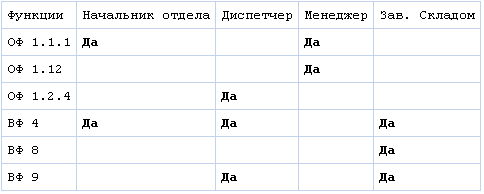 Функции Начальник отдела Диспетчер Менеджер Зав. Складом
ОФ 1.1.1 Да Да
ОФ 1.12 Да
ОФ 1.2.4 Да
ВФ 4 Да Да Да
ВФ 8 Да
ВФ 9 Да Да